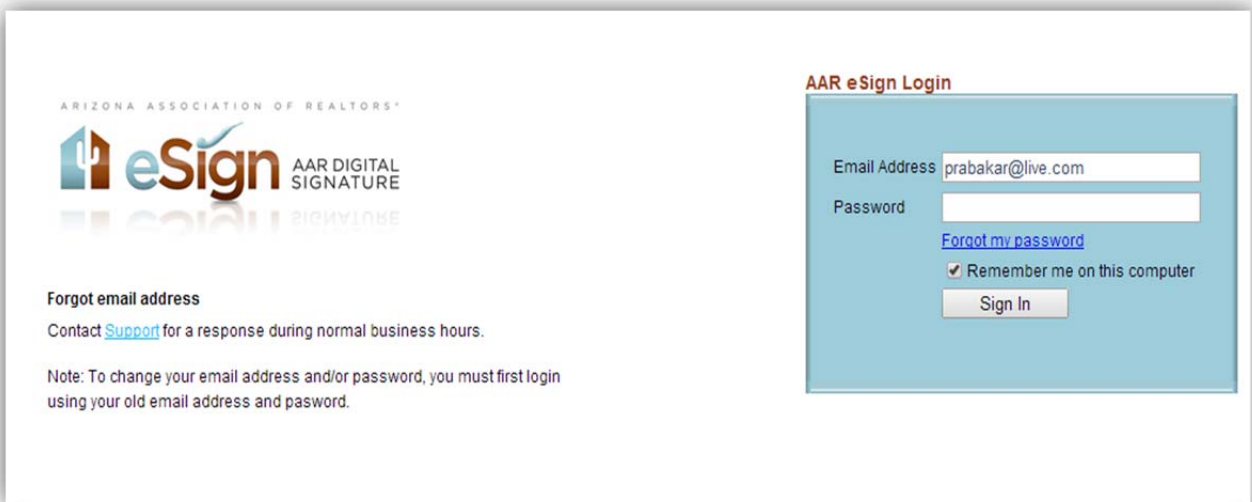 ARIZONA ASSOCIATION OF REALTORS®
eSign AAR DIGITAL
SIGNATURE
Forgot email address
Contact Support for a response during normal business hours.
Note: To change your email address and/or password, you must first login
using your old email address and pasword.
AAR eSign Login
Email Address prabakar@live.com
Password
Forgot my password
Remember me on this computer
Sign In